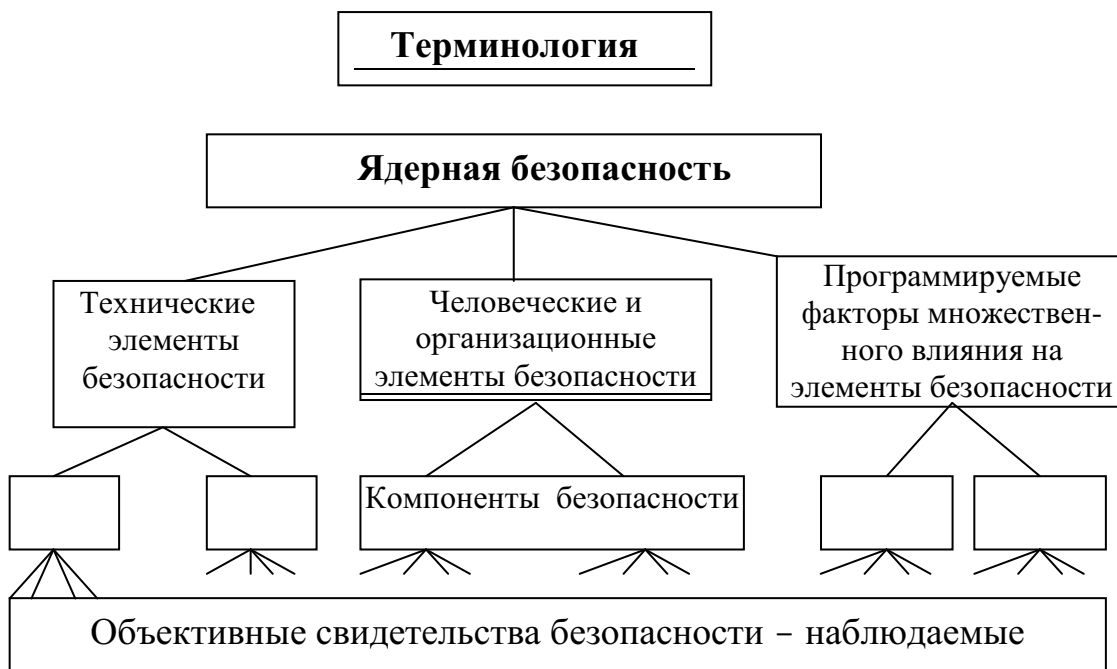 Терминология
Ядерная безопасность
Технические
элементы
безопасности
Человеческие и
организационные
элементы безопасности
Программируемые
факторы множествен-
ного влияния на
элементы безопасности
Компоненты безопасности
Объективные свидетельства безопасности – наблюдаемые